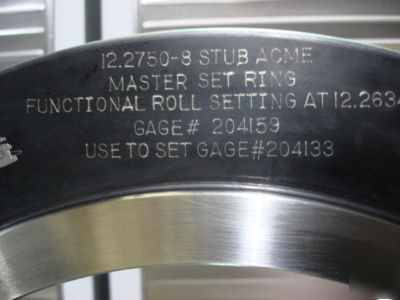 12.2750-8 STUB ACME
MASTER SET RING
FUNCTIONAL ROLL SETTING AT 12.2634
GAGE# 204159
USE TO SET GAGE#204133